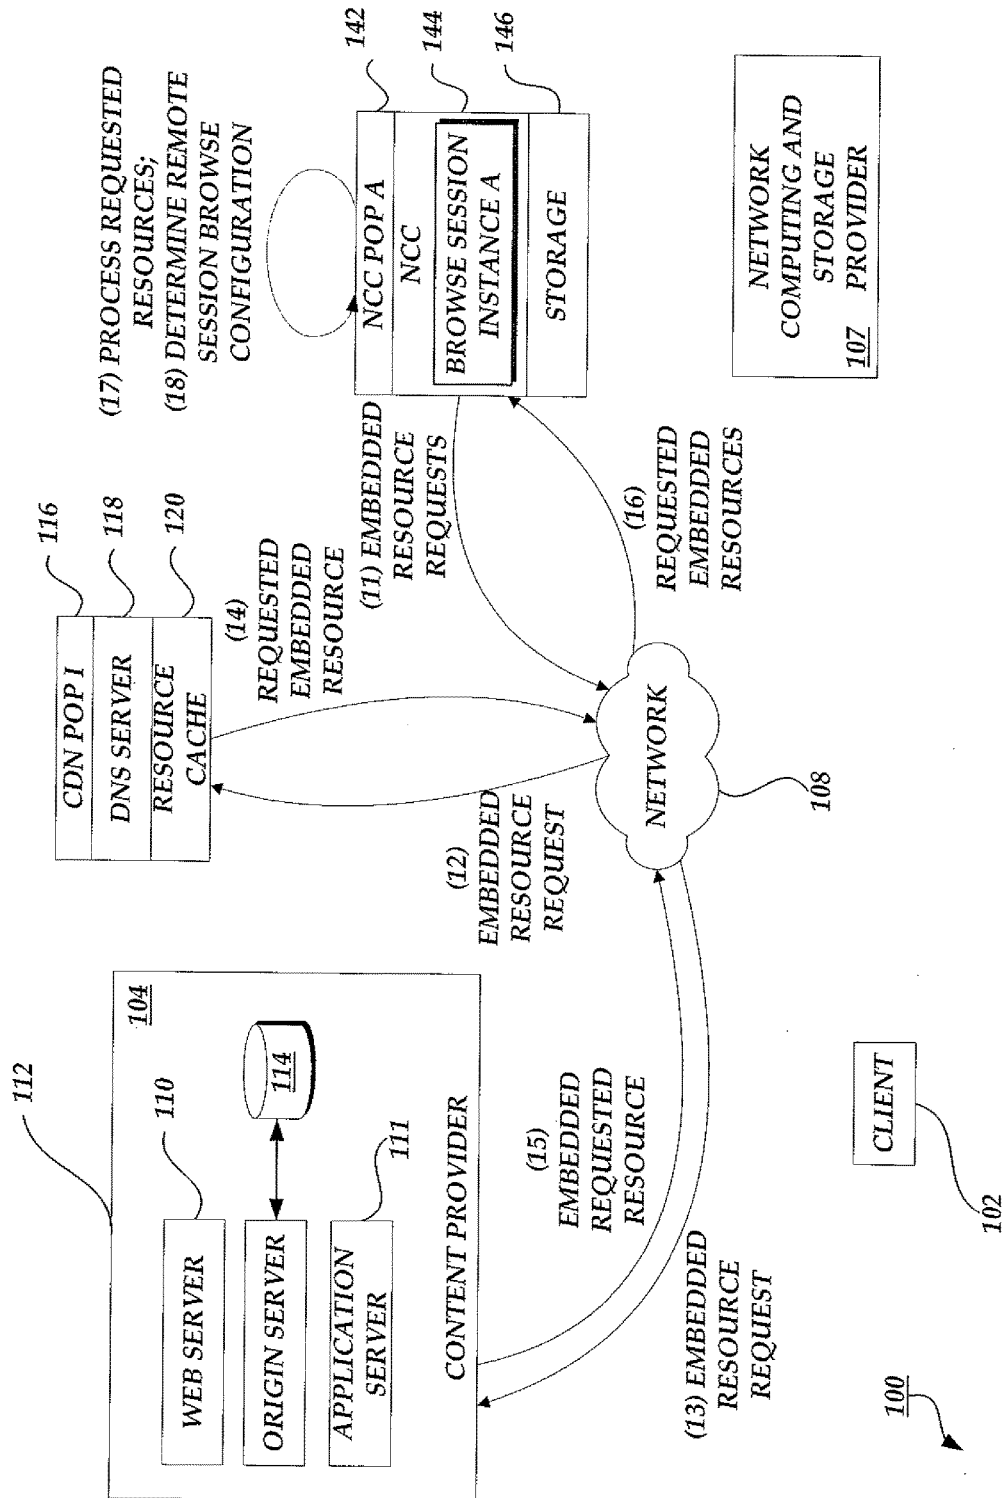 112
104
110
WEB SERVER
ORIGIN SERVER
114
111
APPLICATION
SERVER
CONTENT PROVIDER
116
118
120
CDN POP I
DNS SERVER
RESOURCE
CACHE
(17) PROCESS REQUESTED
RESOURCES;
(18) DETERMINE REMOTE
SESSION BROWSE
CONFIGURATION
142
144
146
NCC POP A
NCC
BROWSE SESSION
INSTANCE A
STORAGE
(14)
REQUESTED
EMBEDDED
RESOURCE
(11) EMBEDDED
RESOURCE
REQUESTS
(12)
EMBEDDED
RESOURCE
REQUEST
(16)
REQUESTED
EMBEDDED
RESOURCES
NETWORK
108
(15)
EMBEDDED
REQUESTED
RESOURCE
(13) EMBEDDED
RESOURCE
REQUEST
NETWORK
COMPUTING AND
STORAGE
PROVIDER
107
CLIENT
102
100